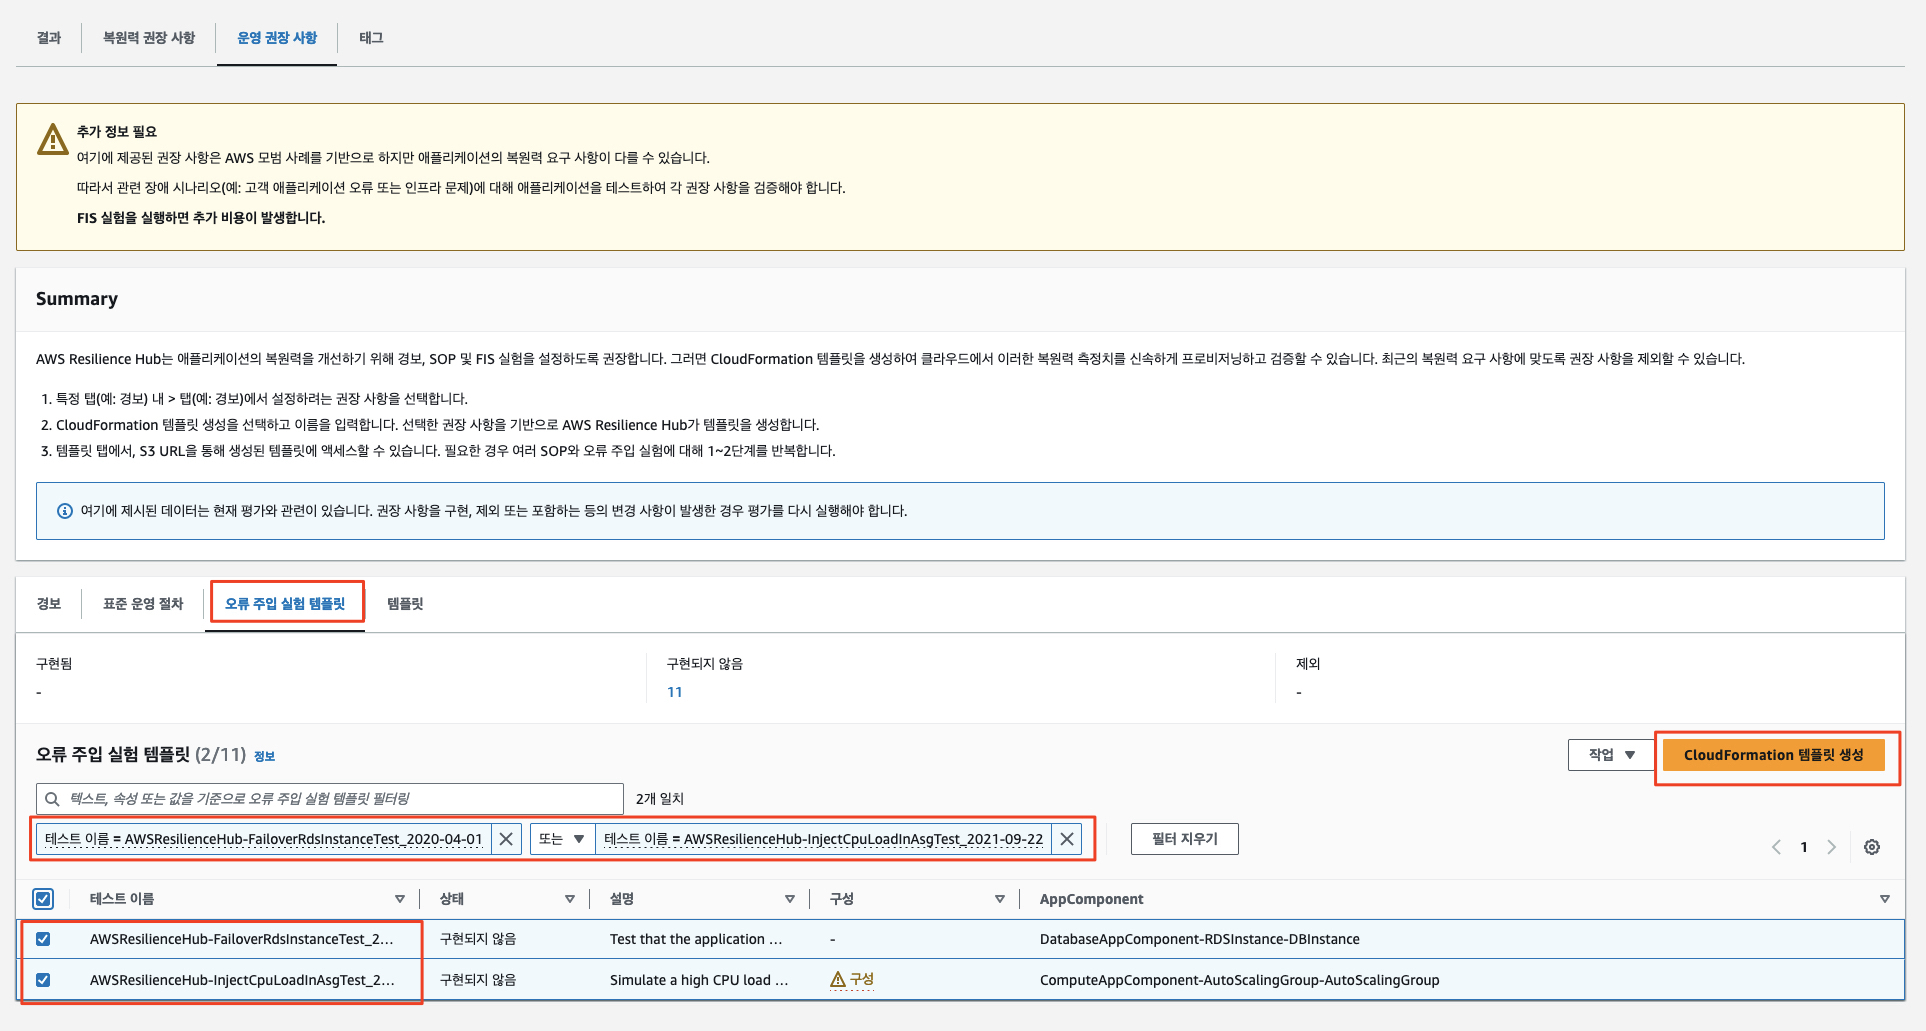 결과
복원력 권장 사항
운영 권장 사항
태그
추가 정보 필요
여기에 제공된 권장 사항은 AWS 모범 사례를 기반으로 하지만 애플리케이션의 복원력 요구 사항이 다를 수 있습니다.
따라서 관련 장애 시나리오(예: 고객 애플리케이션 오류 또는 인프라 문제)에 대해 애플리케이션을 테스트하여 각 권장 사항을 검증해야 합니다.
FIS 실험을 실행하면 추가 비용이 발생합니다.
Summary
AWS Resilience Hub는 애플리케이션의 복원력을 개선하기 위해 경보, SOP 및 FIS 실험을 설정하도록 권장합니다. 그러면 CloudFormation 템플릿을 생성하여 클라우드에서 이러한 복원력 측정치를 신속하게 프로비저닝하고 검증할 수 있습니다. 최근의 복원력 요구 사항에 맞도록 권장 사항을 제외할 수 있습니다.
1. 특정 탭(예: 경보) 내 > 탭(예: 경보)에서 설정하려는 권장 사항을 선택합니다.
2. CloudFormation 템플릿 생성을 선택하고 이름을 입력합니다. 선택한 권장 사항을 기반으로 AWS Resilience Hub가 템플릿을 생성합니다.
3. 템플릿 탭에서, S3 URL을 통해 생성된 템플릿에 액세스할 수 있습니다. 필요한 경우 여러 SOP와 오류 주입 실험에 대해 1~2단계를 반복합니다.
여기에 제시된 데이터는 현재 평가와 관련이 있습니다. 권장 사항을 구현, 제외 또는 포함하는 등의 변경 사항이 발생한 경우 평가를 다시 실행해야 합니다.
경보
표준 운영 절차
오류 주입 실험 템플릿
템플릿
구현됨
-
구현되지 않음
11
제외
-
오류 주입 실험 템플릿 (2/11) 정보
작업
CloudFormation 템플릿 생성
텍스트, 속성 또는 값을 기준으로 오류 주입 실험 템플릿 필터링
2개 일치
테스트 이름 = AWSResilienceHub-FailoverRdsInstanceTest_2020-04-01
또는
테스트 이름 = AWSResilienceHub-InjectCpuLoadInAsgTest_2021-09-22
필터 지우기
1
테스트 이름 상태 설명 구성 AppComponent
AWSResilienceHub-FailoverRdsInstanceTest_2... 구현되지 않음 Test that the application ... - DatabaseAppComponent-RDSInstance-DBInstance
AWSResilienceHub-InjectCpuLoadInAsgTest_2... 구현되지 않음 Simulate a high CPU load ... 구성 ComputeAppComponent-AutoScalingGroup-AutoScalingGroup